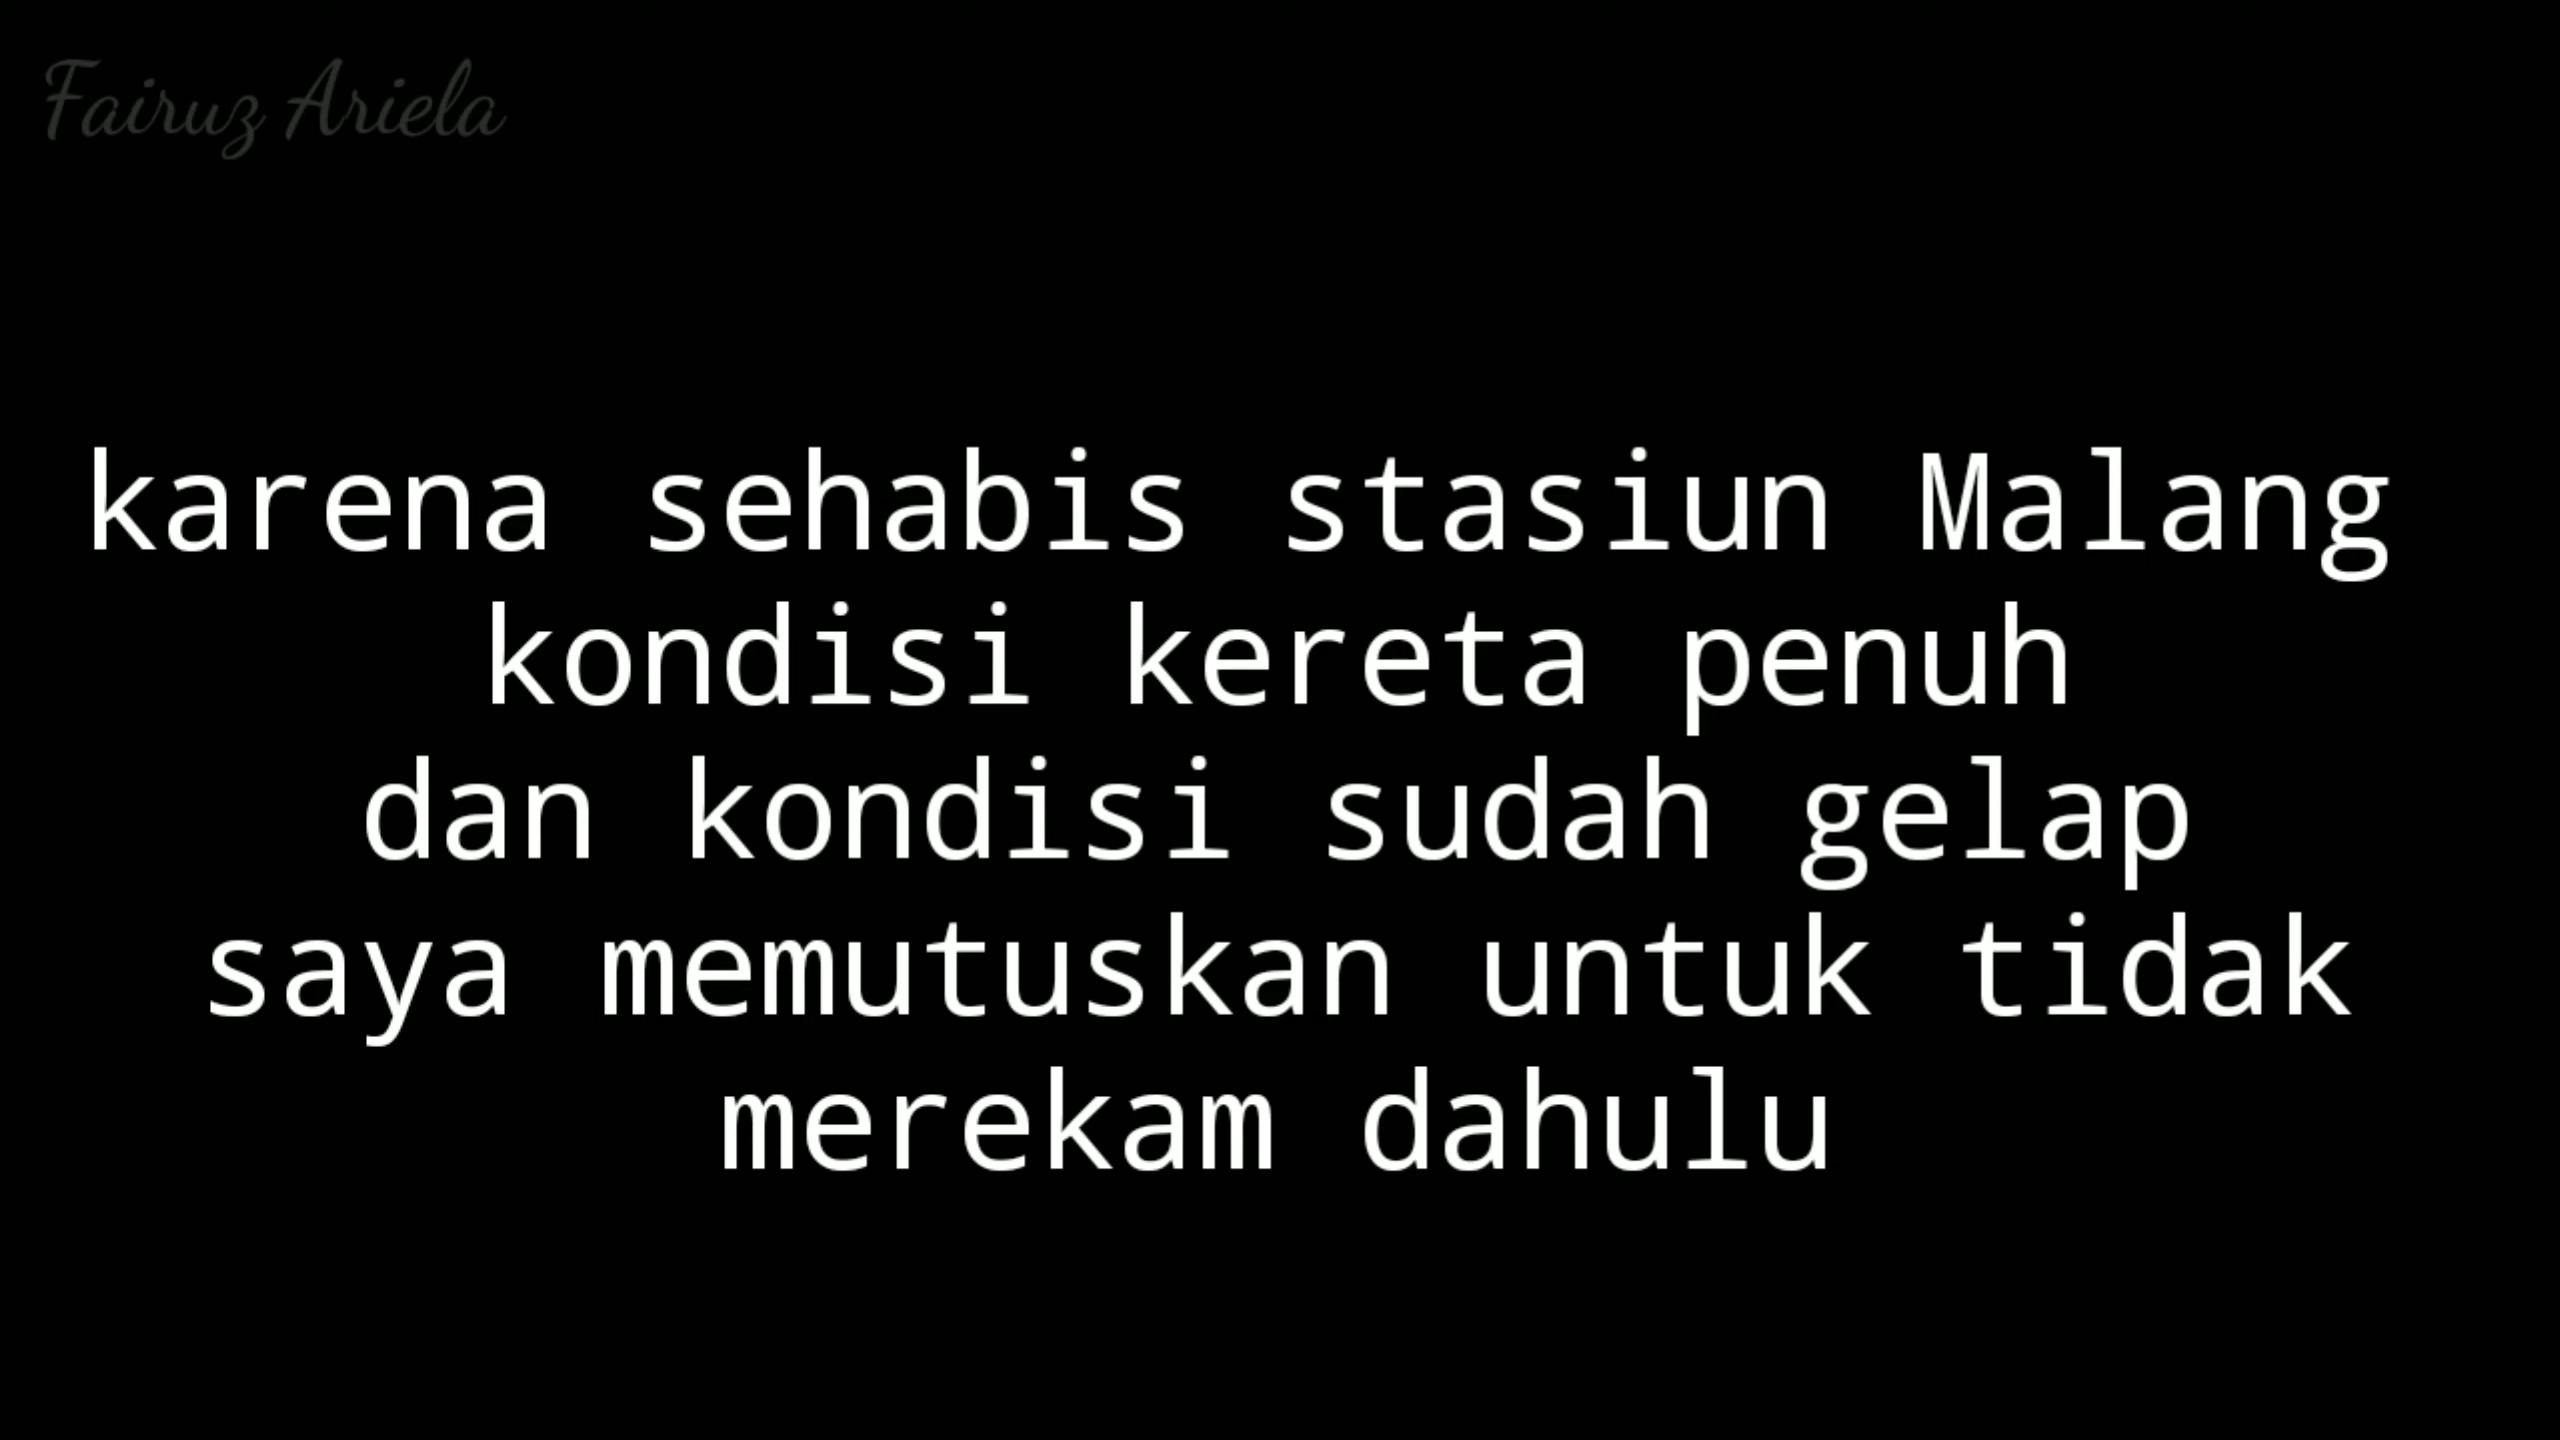 Fairuz Ariela
karena sehabis stasiun Malang
kondisi kereta penuh
dan kondisi sudah gelap
saya memutuskan untuk tidak
merekam dahulu